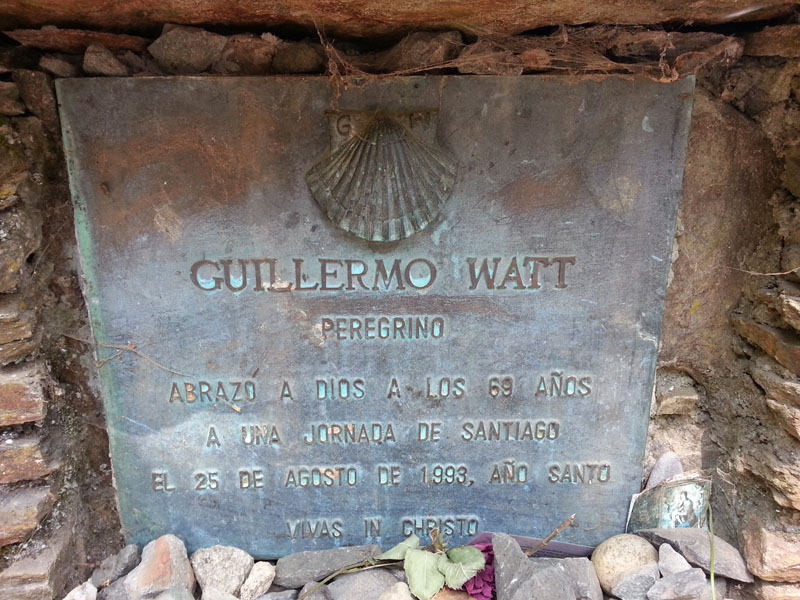 GUILLERMO WATT
PEREGRINO
ABRAZO A DIOS A LOS 69 AÑOS
A UNA JORNADA DE SANTIAGO
EL 25 DE AGOSTO DE 1993, AÑO SANTO
VIVAS IN CHRISTO